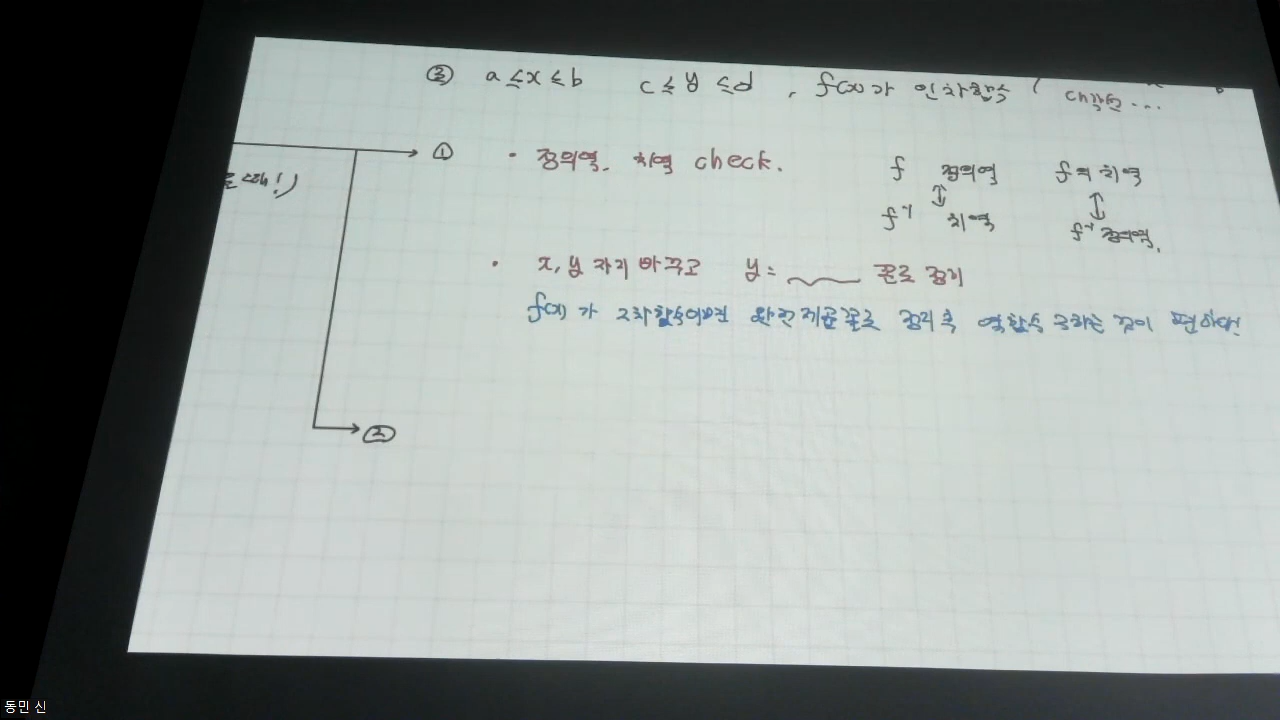 ③ a≤x≤b c≤y≤d, f(x)가 일차함수 ( 대각선...
① · 정의역, 치역 check. f 정의역 f의 치역
↕ ↕
f⁻¹ 치역 f⁻¹ 정의역.
· x, y 자리 바꾸고 y= 꼴로 정리
f(x)가 2차함수이면 완전제곱꼴로 정리 후 역함수 구하는 것이 편하다
②
동민 신